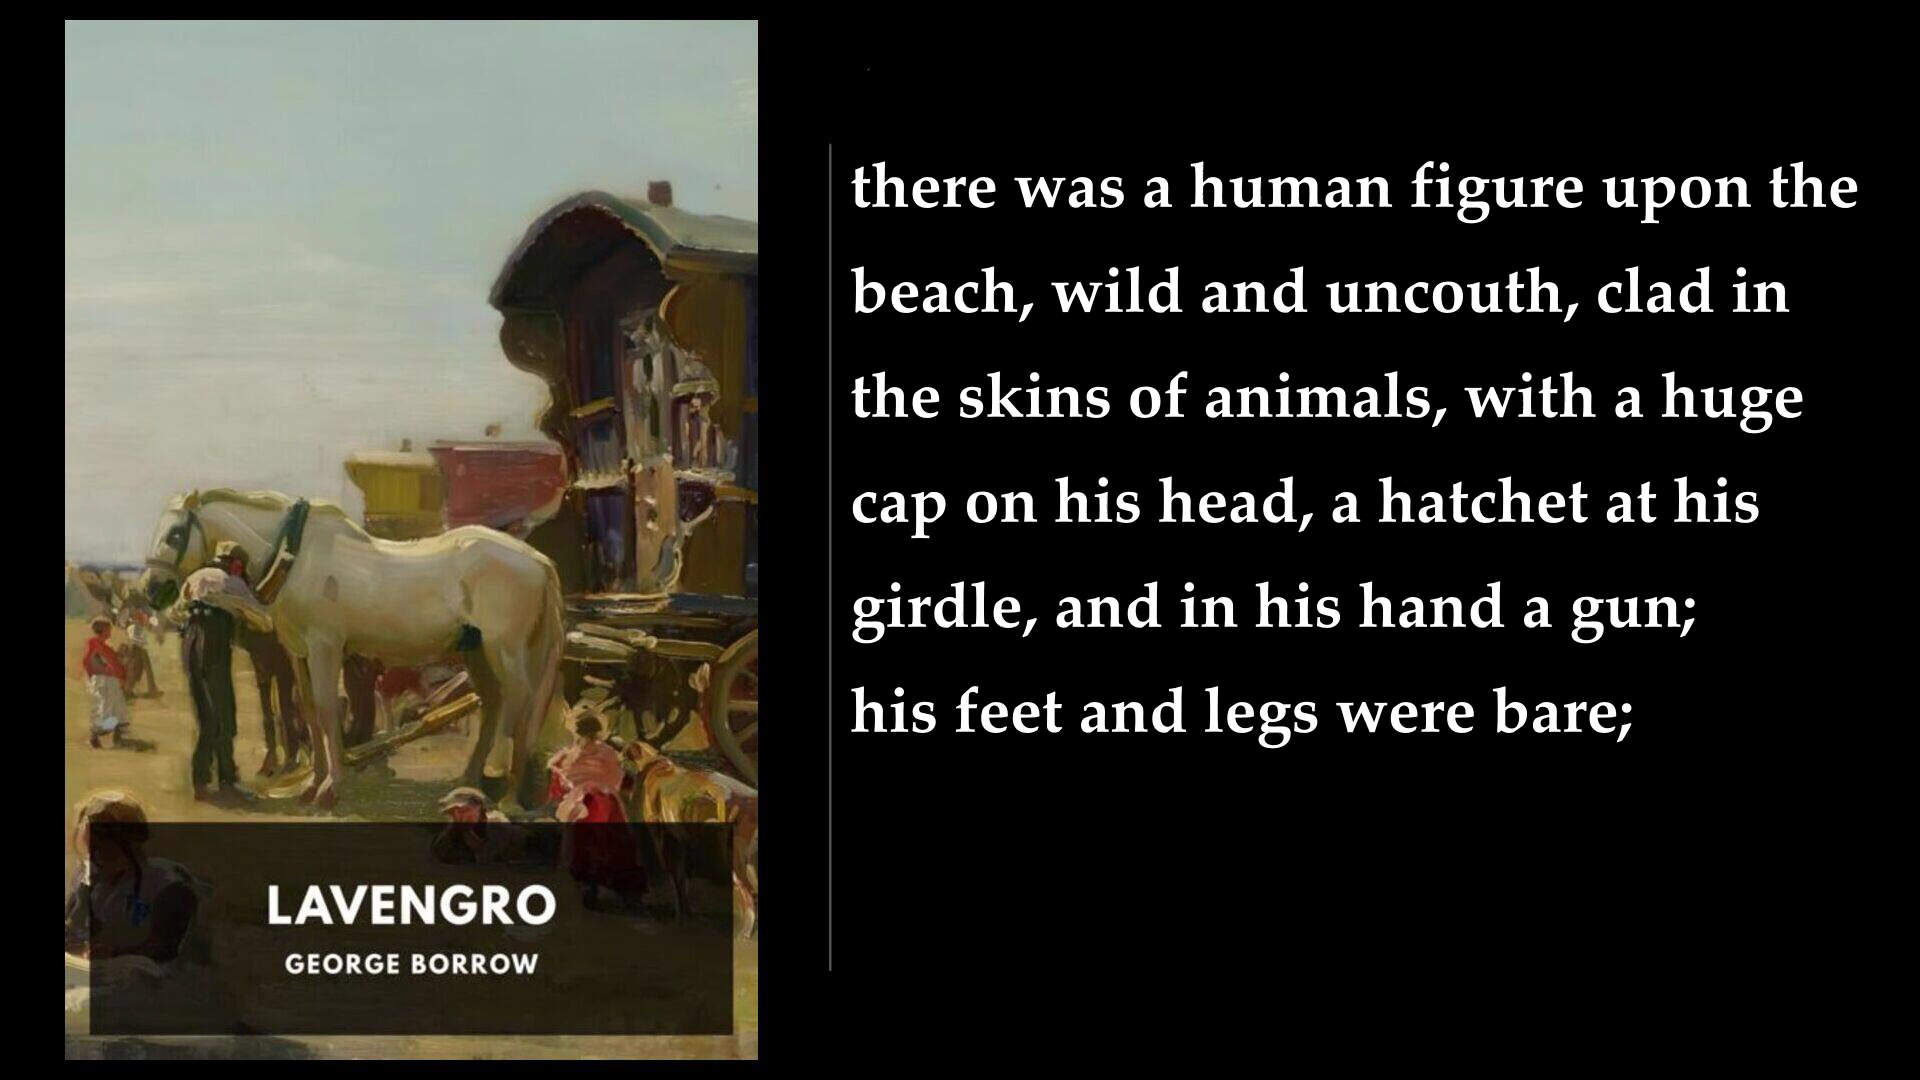 there was a human figure upon the
beach, wild and uncouth, clad in
the skins of animals, with a huge
cap on his head, a hatchet at his
girdle, and in his hand a gun;
his feet and legs were bare;
LAVENGRO
GEORGE BORROW